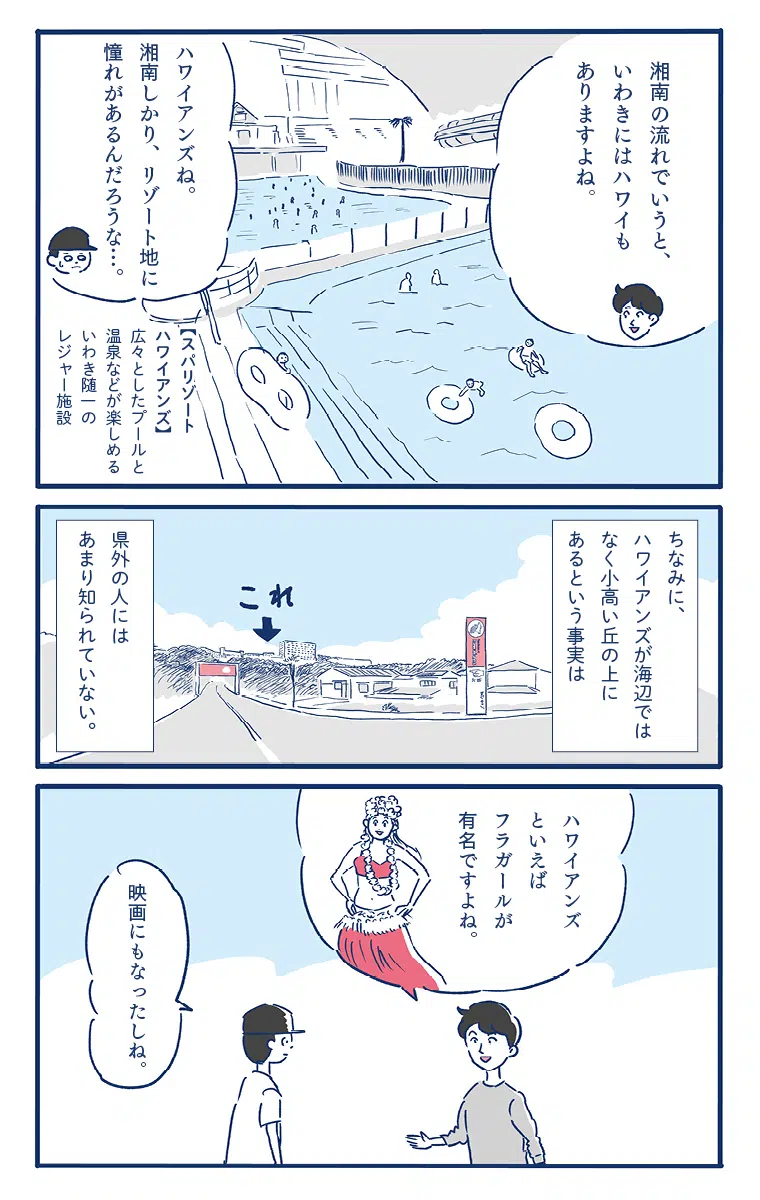 湘南の流れでいうと、
いわきにはハワイも
ありますよね。
ハワイアンズね。
湘南しかり、リゾート地に
憧れがあるんだろうな…。
【スパリゾート
ハワイアンズ】
広々としたプールと
温泉などが楽しめる
いわき随一の
レジャー施設
ちなみに、
ハワイアンズが海辺では
なく小高い丘の上に
あるという事実は
これ
県外の人には
あまり知られていない。
ハワイアンズ
といえば
フラガールが
有名ですよね。
映画にもなったしね。